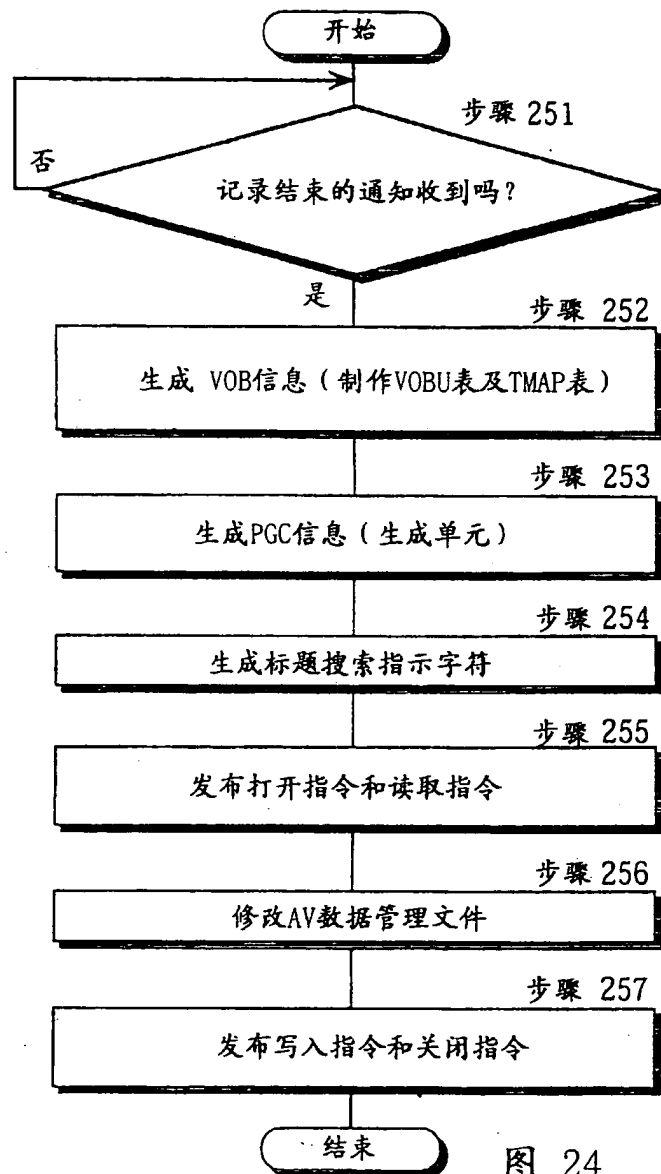 开始
步骤 251
否
记录结束的通知收到吗?
是
步骤 252
生成 VOB信息(制作VOBU表及TMAP表)
步骤 253
生成PGC信息(生成单元)
步骤 254
生成标题搜索指示字符
步骤 255
发布打开指令和读取指令
步骤 256
修改AV数据管理文件
步骤 257
发布写入指令和关闭指令
结束
图 24